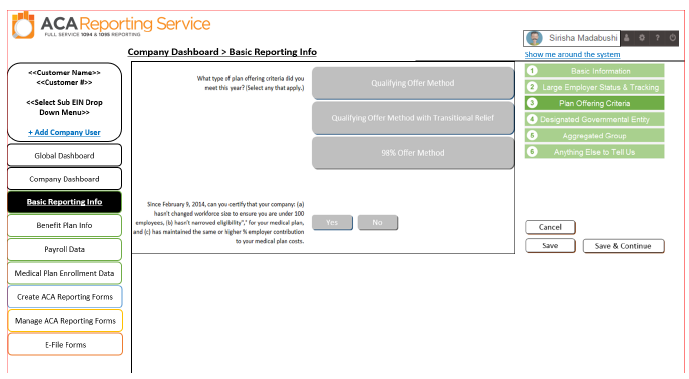 ACA Reporting Service
FULL SERVICE 1094 & 1095 REPORTING
Sirisha Madabushi
Company Dashboard > Basic Reporting Info
Show me around the system
<<Customer Name>>
<<Customer #>>
<<Select Sub EIN Drop
Down Menu>>
+ Add Company User
Global Dashboard
Company Dashboard
Basic Reporting Info
Benefit Plan Info
Payroll Data
Medical Plan Enrollment Data
Create ACA Reporting Forms
Manage ACA Reporting Forms
E-File Forms
What type of plan offering criteria did you
meet this year? (Select any that apply.)
Qualifying Offer Method
Qualifying Offer Method with Transitional Relief
98% Offer Method
Since February 9, 2014, can you certify that your company: (a)
hasn't changed workforce size to ensure you are under 100
employees, (b) hasn't narrowed eligibility"," for your medical plan,
and (c) has maintained the same or higher % employer contribution
to your medical plan costs.
Yes
No
1 Basic Information
2 Large Employer Status & Tracking
3 Plan Offering Criteria
4 Designated Governmental Entity
5 Aggregated Group
6 Anything Else to Tell Us
Cancel
Save
Save & Continue